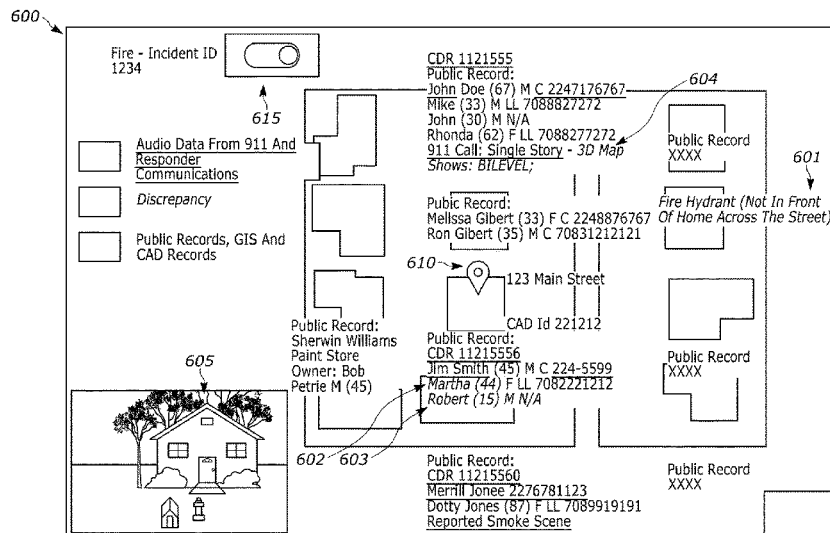 600
Fire - Incident ID
1234
615
Audio Data From 911 And
Responder
Communications
Discrepancy
Public Records, GIS And
CAD Records
CDR 1121555
Public Record:
John Doe (67) M C 2247176767
Mike (33) M LL 7088827272
John (30) M N/A
Rhonda (62) F LL 7088277272
911 Call: Single Story - 3D Map
Shows: BILEVEL;
604
Public Record
XXXX
601
Fire Hydrant (Not In Front
Of Home Across The Street)
Public Record:
Melissa Gibert (33) F C 2248876767
Ron Gibert (35) M C 70831212121
610
123 Main Street
CAD Id 221212
Public Record:
Sherwin Williams
Paint Store
Owner: Bob
Petrie M (45)
Public Record:
CDR 11215556
Jim Smith (45) M C 224-5599
Martha (44) F LL 7082221212
Robert (15) M N/A
602
603
Public Record
XXXX
605
Public Record:
CDR 11215560
Merrill Jonee 2276781123
Dotty Jones (87) F LL 7089919191
Reported Smoke Scene
Public Record
XXXX